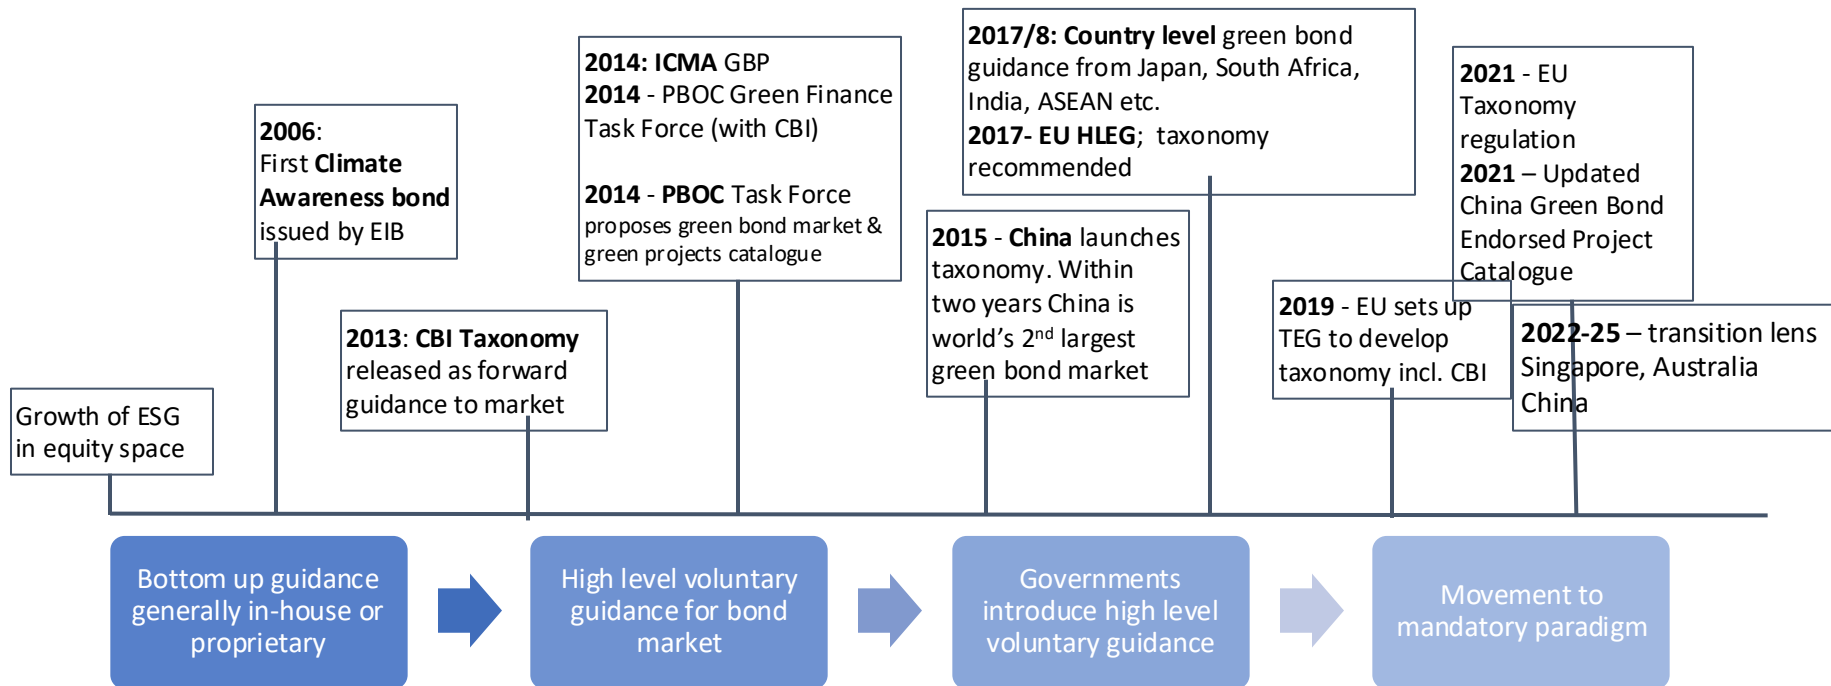 Growth of ESG
in equity space
2006:
First Climate
Awareness bond
issued by EIB
2013: CBI Taxonomy
released as forward
guidance to market
2014: ICMA GBP
2014 - PBOC Green Finance
Task Force (with CBI)
2014 - PBOC Task Force
proposes green bond market &
green projects catalogue
2015 - China launches
taxonomy. Within
two years China is
world's 2nd largest
green bond market
2017/8: Country level green bond
guidance from Japan, South Africa,
India, ASEAN etc.
2017- EU HLEG; taxonomy
recommended
2019 - EU sets up
TEG to develop
taxonomy incl. CBI
2021 - EU
Taxonomy
regulation
2021 – Updated
China Green Bond
Endorsed Project
Catalogue
2022-25 – transition lens
Singapore, Australia
China
Bottom up guidance
generally in-house or
proprietary
High level voluntary
guidance for bond
market
Governments
introduce high level
voluntary guidance
Movement to
mandatory paradigm